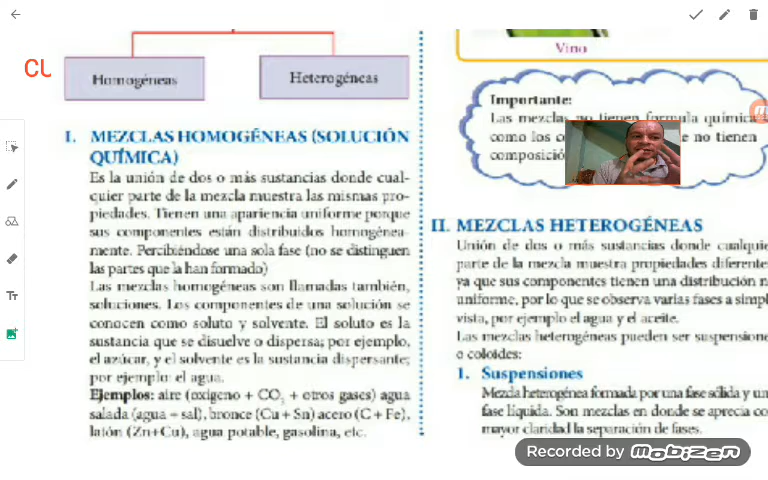 CU
Homogéneas
Heterogéneas
I. MEZCLAS HOMOGÉNEAS (SOLUCIÓN
QUÍMICA)
Es la unión de dos o más sustancias donde cual-
quier parte de la mezcla muestra las mismas pro-
piedades. Tienen una apariencia uniforme porque
sus componentes están distribuidos homogénea-
mente. Percibiéndose una sola fase (no se distinguen
las partes que la han formado)
Las mezclas homogéneas son llamadas también,
soluciones. Los componentes de una solución se
conocen como soluto y solvente. El soluto es la
sustancia que se disuelve o dispersa; por ejemplo,
el azúcar, y el solvente es la sustancia dispersante;
por ejemplo: el agua.
Ejemplos: aire (oxígeno + CO2 + otros gases) agua
salada (agua + sal), bronce (Cu + Sn) acero (C + Fe),
latón (Zn+Cu), agua potable, gasolina, etc.
Vino
Importante:
Las mezclas no tienen formula química
como los c e no tienen
composició
II. MEZCLAS HETEROGÉNEAS
Unión de dos o más sustancias donde cualquie
parte de la mezcla muestra propiedades diferente
ya que sus componentes tienen una distribución n
uniforme, por lo que se observa varias fases a simpl
vista, por ejemplo el agua y el aceite.
Las mezclas heterogéneas pueden ser suspensione
o coloides:
1. Suspensiones
Mezcla heterogénea formada por una fase sólida y un
fase líquida. Son mezclas en donde se aprecia co
mayor claridad la separación de fases.
Recorded by mobizen